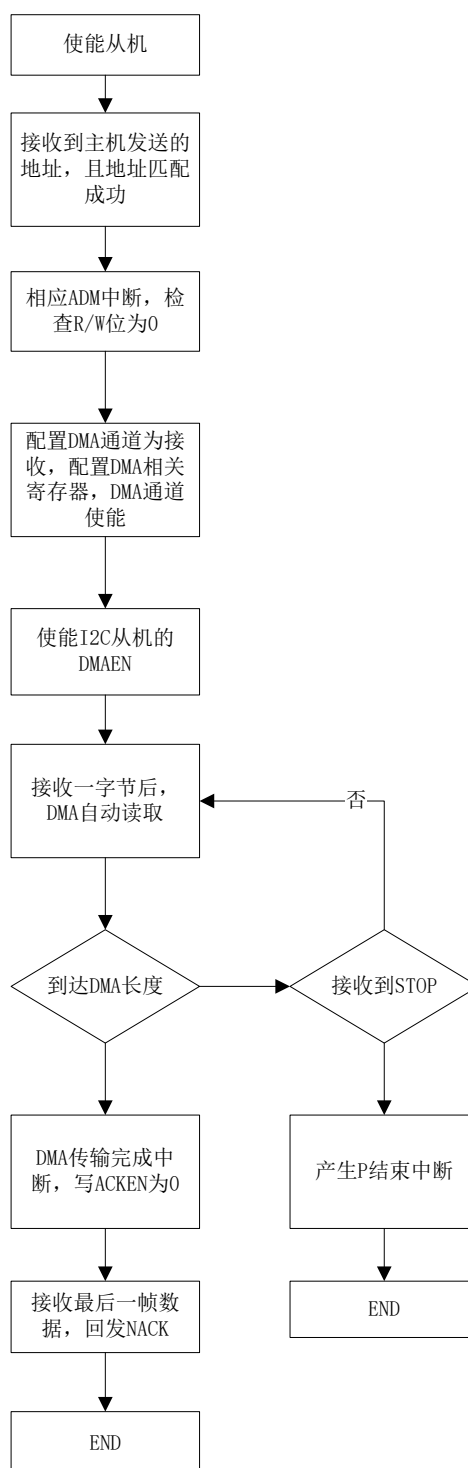 使能从机
接收到主机发送的
地址，且地址匹配
成功
相应ADM中断，检
查R/W位为0
配置DMA通道为接
收，配置DMA相关
寄存器，DMA通道
使能
使能I2C从机的
DMAEN
接收一字节后，
DMA自动读取
否
到达DMA长度
接收到STOP
DMA传输完成中
断，写ACKEN为0
产生P结束中断
接收最后一帧数
据，回发NACK
END
END